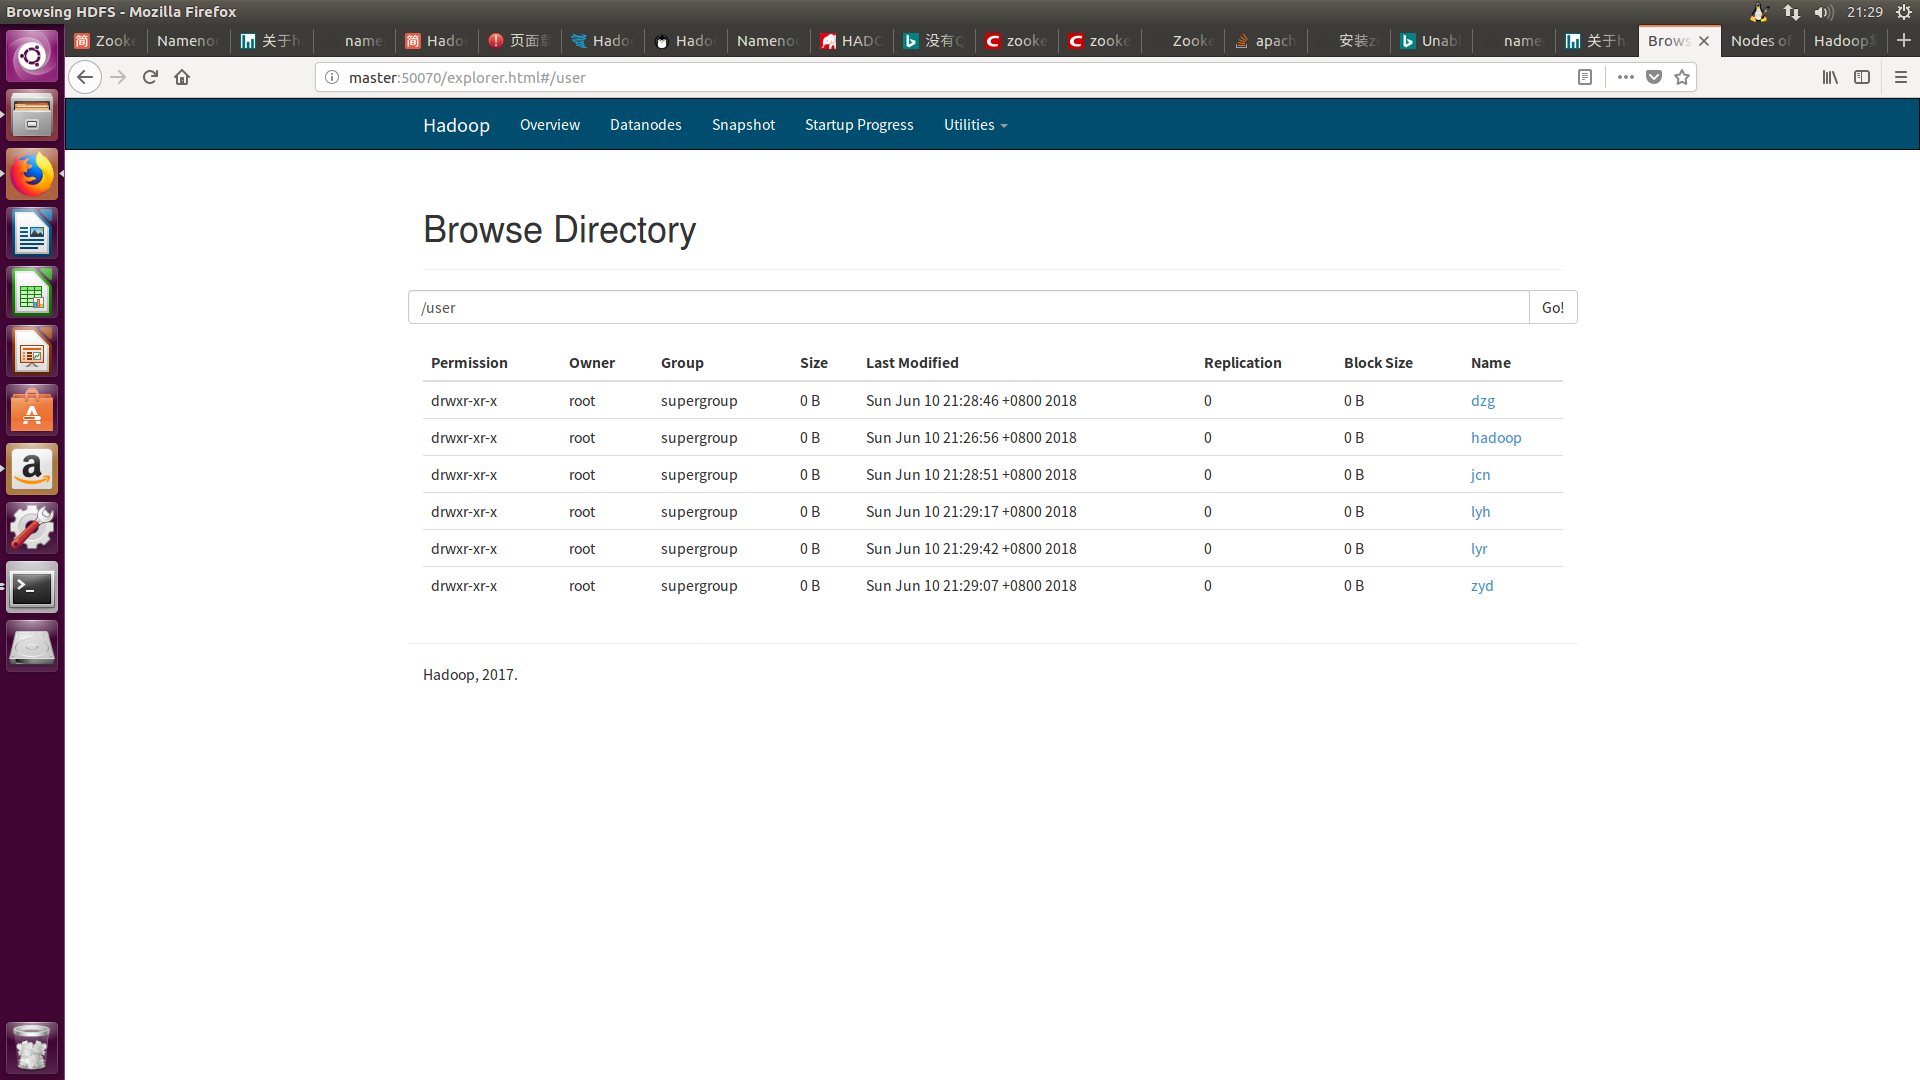 Browsing HDFS - Mozilla Firefox
21:29
Zooke
Nameno
关于h
name
Hado
页面载
Hado
Hado
Nameno
HADO
没有
zooke
zooke
Zooke
apach
安装zo
Unabl
name
关于h
Brows
Nodes of
Hadoop
master:50070/explorer.html#/user
Hadoop Overview Datanodes Snapshot Startup Progress Utilities
Browse Directory
/user Go!
Permission Owner Group Size Last Modified Replication Block Size Name
drwxr-xr-x root supergroup 0 B Sun Jun 10 21:28:46 +0800 2018 0 0 B dzg
drwxr-xr-x root supergroup 0 B Sun Jun 10 21:26:56 +0800 2018 0 0 B hadoop
drwxr-xr-x root supergroup 0 B Sun Jun 10 21:28:51 +0800 2018 0 0 B jcn
drwxr-xr-x root supergroup 0 B Sun Jun 10 21:29:17 +0800 2018 0 0 B lyh
drwxr-xr-x root supergroup 0 B Sun Jun 10 21:29:42 +0800 2018 0 0 B lyr
drwxr-xr-x root supergroup 0 B Sun Jun 10 21:29:07 +0800 2018 0 0 B zyd
Hadoop, 2017.